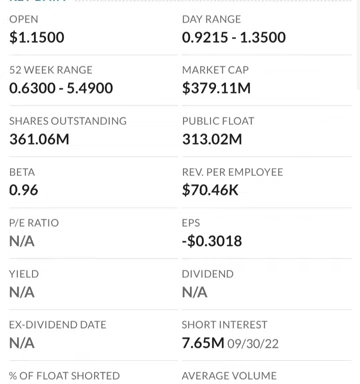 OPEN
DAY RANGE
$1.1500
0.9215 - 1.3500
52 WEEK RANGE
MARKET CAP
0.6300 - 5.4900
$379.11M
SHARES OUTSTANDING
PUBLIC FLOAT
361.06M
313.02M
BETA
REV. PER EMPLOYEE
0.96
$70.46K
P/E RATIO
EPS
N/A
-$0.3018
YIELD
DIVIDEND
N/A
N/A
EX-DIVIDEND DATE
SHORT INTEREST
N/A
7.65M 09/30/22
% OF FLOAT SHORTED
AVERAGE VOLUME